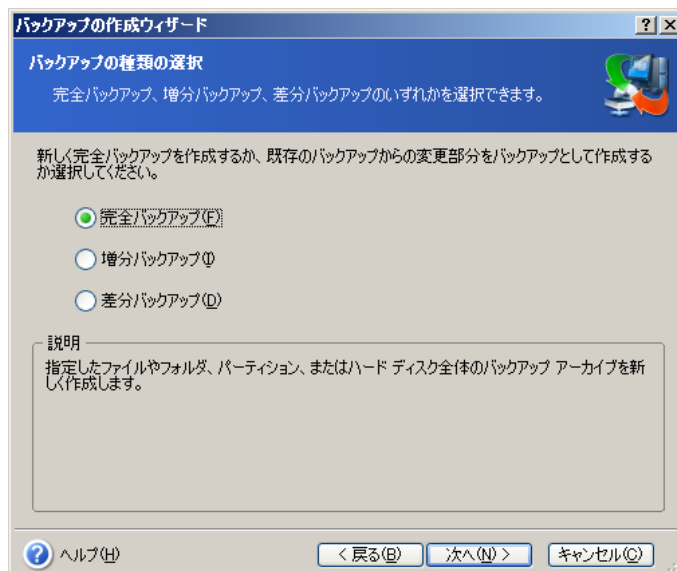 バックアップの作成ウィザード
バックアップの種類の選択
完全バックアップ、増分バックアップ、差分バックアップのいずれかを選択できます。
新しく完全バックアップを作成するか、既存のバックアップからの変更部分をバックアップとして作成する
か選択してください。
完全バックアップ(F)
増分バックアップ(I)
差分バックアップ(D)
説明
指定したファイルやフォルダ、パーティション、またはハード ディスク全体のバックアップ アーカイブを新
しく作成します。
ヘルプ(H)
< 戻る(B)
次へ(N) >
キャンセル(C)